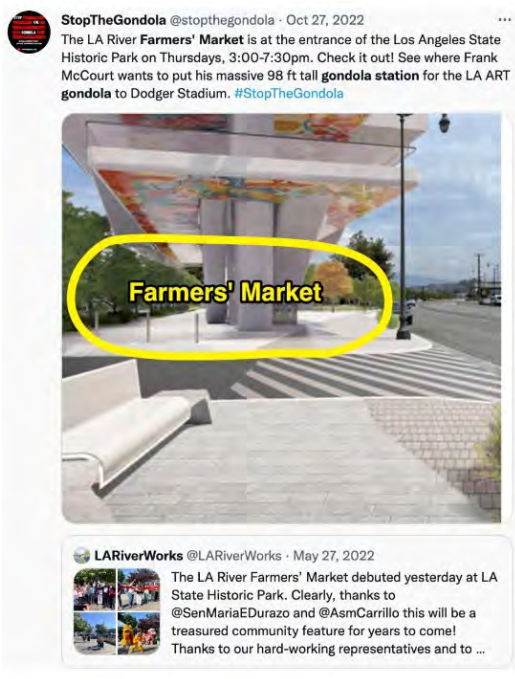 StopTheGondola @stopthegondola · Oct 27, 2022
The LA River Farmers' Market is at the entrance of the Los Angeles State
Historic Park on Thursdays, 3:00-7:30pm. Check it out! See where Frank
McCourt wants to put his massive 98 ft tall gondola station for the LA ART
gondola to Dodger Stadium. #StopTheGondola
Farmers' Market
LARiverWorks @LARiverWorks · May 27, 2022
The LA River Farmers' Market debuted yesterday at LA
State Park. Clearly, thanks to
@SenMariaEDurazo and @AsmCarrillo this will be a
treasured community feature for years to come!
Thanks to our hard-working representatives and to ...